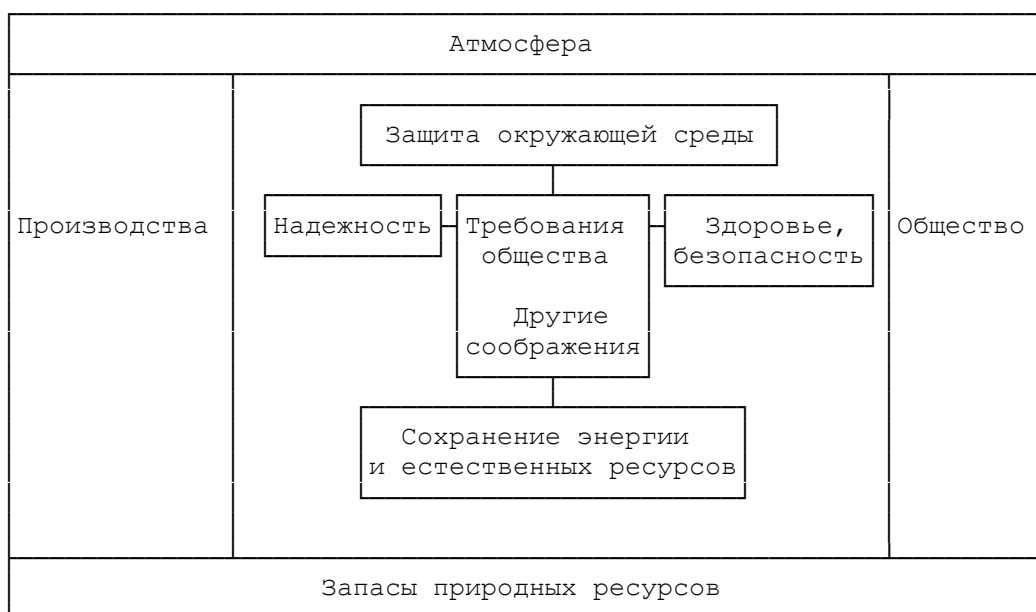 Атмосфера
Защита окружающей среды
Производства
Надежность
Требования
общества
Здоровье,
безопасность
Общество
Другие
соображения
Сохранение энергии
и естественных ресурсов
Запасы природных ресурсов